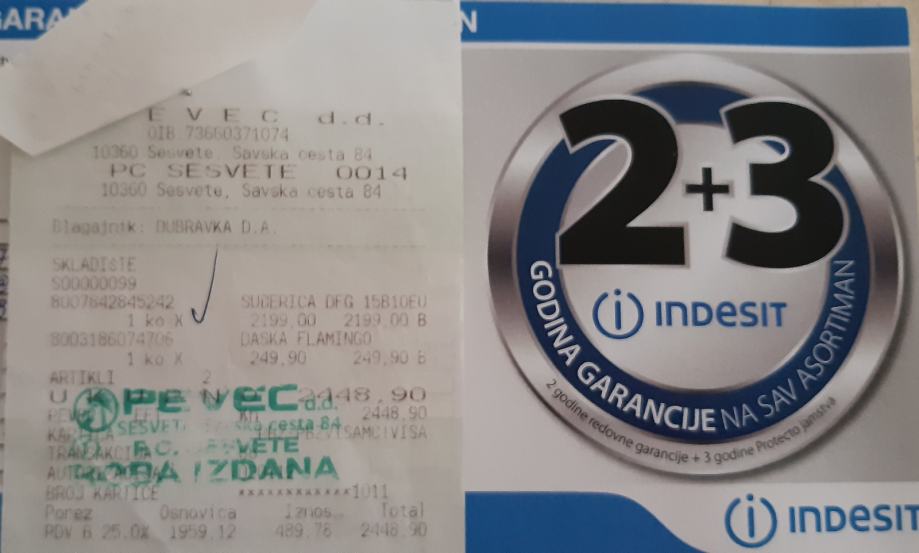 GARA
N
E V E C d.d.
OIB 73660371074
10360 Sesvete, Savska cesta 84
PC SESVETE 0014
10360 Sesvete, Savska cesta 84
Blagajnik: DUBRAVKA D.A.
SKLADIŠTE
S00000099
8007842845242 SUĐERICA DFG 15B10EU
1 ko X 2199,00 2199,00 B
8003186074706 DASKA FLAMINGO
1 ko X 249,90 249,90 B
ARTIKLI 2
U K U P N O 2448,90
2448,90
PEVEC d.d.
SESVETE, Savska cesta 84
P.C. SESVETE
ROBA IZDANA
BROJ KARTICE ***********1011
Porez Osnovica Iznos Total
PDV B 25.0% 1959,12 489,78 2448,90
2+3
INDESIT
GODINA GARANCIJE NA SAV ASORTIMAN
2 godine redovne garancije + 3 godine Protecto jamstva
INDESIT